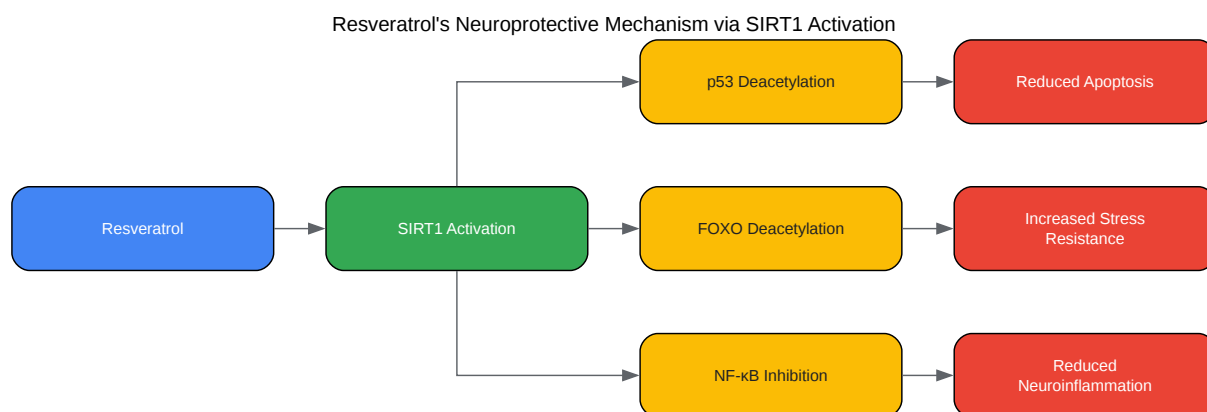 Resveratrol's Neuroprotective Mechanism via SIRT1 Activation
p53 Deacetylation
Reduced Apoptosis
Resveratrol
SIRT1 Activation
FOXO Deacetylation
Increased Stress
Resistance
NF-κB Inhibition
Reduced
Neuroinflammation